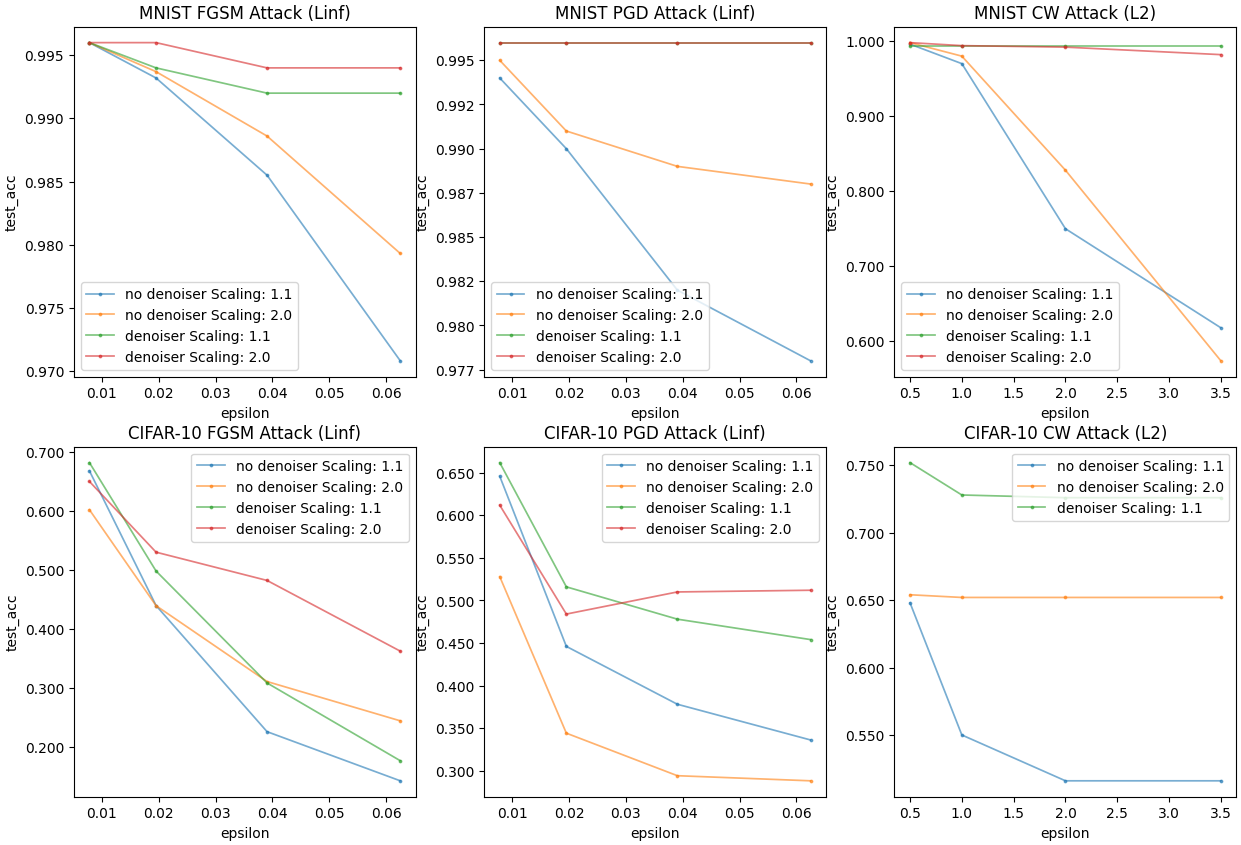 MNIST FGSM Attack (Linf)
test_acc
0.995
0.990
0.985
0.980
0.975
0.970
no denoiser Scaling: 1.1
no denoiser Scaling: 2.0
denoiser Scaling: 1.1
denoiser Scaling: 2.0
0.01 0.02 0.03 0.04 0.05 0.06
epsilon
MNIST PGD Attack (Linf)
test_acc
0.995
0.992
0.990
0.987
0.985
0.982
0.980
0.977
no denoiser Scaling: 1.1
no denoiser Scaling: 2.0
denoiser Scaling: 1.1
denoiser Scaling: 2.0
0.01 0.02 0.03 0.04 0.05 0.06
epsilon
MNIST CW Attack (L2)
test_acc
1.000
0.900
0.800
0.700
0.600
no denoiser Scaling: 1.1
no denoiser Scaling: 2.0
denoiser Scaling: 1.1
denoiser Scaling: 2.0
0.5 1.0 1.5 2.0 2.5 3.0 3.5
epsilon
CIFAR-10 FGSM Attack (Linf)
test_acc
0.700
0.600
0.500
0.400
0.300
0.200
no denoiser Scaling: 1.1
no denoiser Scaling: 2.0
denoiser Scaling: 1.1
denoiser Scaling: 2.0
0.01 0.02 0.03 0.04 0.05 0.06
epsilon
CIFAR-10 PGD Attack (Linf)
test_acc
0.650
0.600
0.550
0.500
0.450
0.400
0.350
0.300
no denoiser Scaling: 1.1
no denoiser Scaling: 2.0
denoiser Scaling: 1.1
denoiser Scaling: 2.0
0.01 0.02 0.03 0.04 0.05 0.06
epsilon
CIFAR-10 CW Attack (L2)
test_acc
0.750
0.700
0.650
0.600
0.550
no denoiser Scaling: 1.1
no denoiser Scaling: 2.0
denoiser Scaling: 1.1
0.5 1.0 1.5 2.0 2.5 3.0 3.5
epsilon